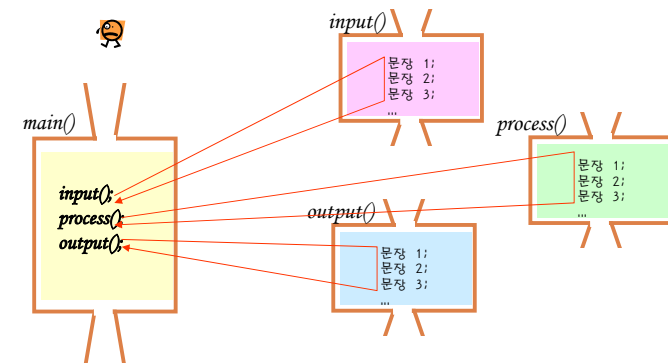 main()
input();
process();
output();
input()
문장 1;
문장 2;
문장 3;
...
process()
문장 1;
문장 2;
문장 3;
...
output()
문장 1;
문장 2;
문장 3;
...